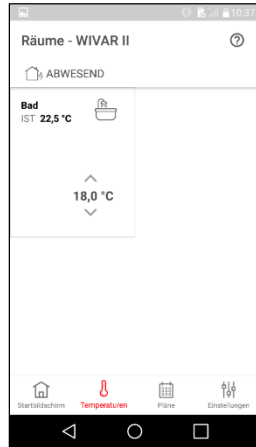 10:37
Räume - WIVAR II
ABWESEND
Bad
IST 22,5 °C
18,0 °C
Startbildschirm Temperaturen Pläne Einstellungen